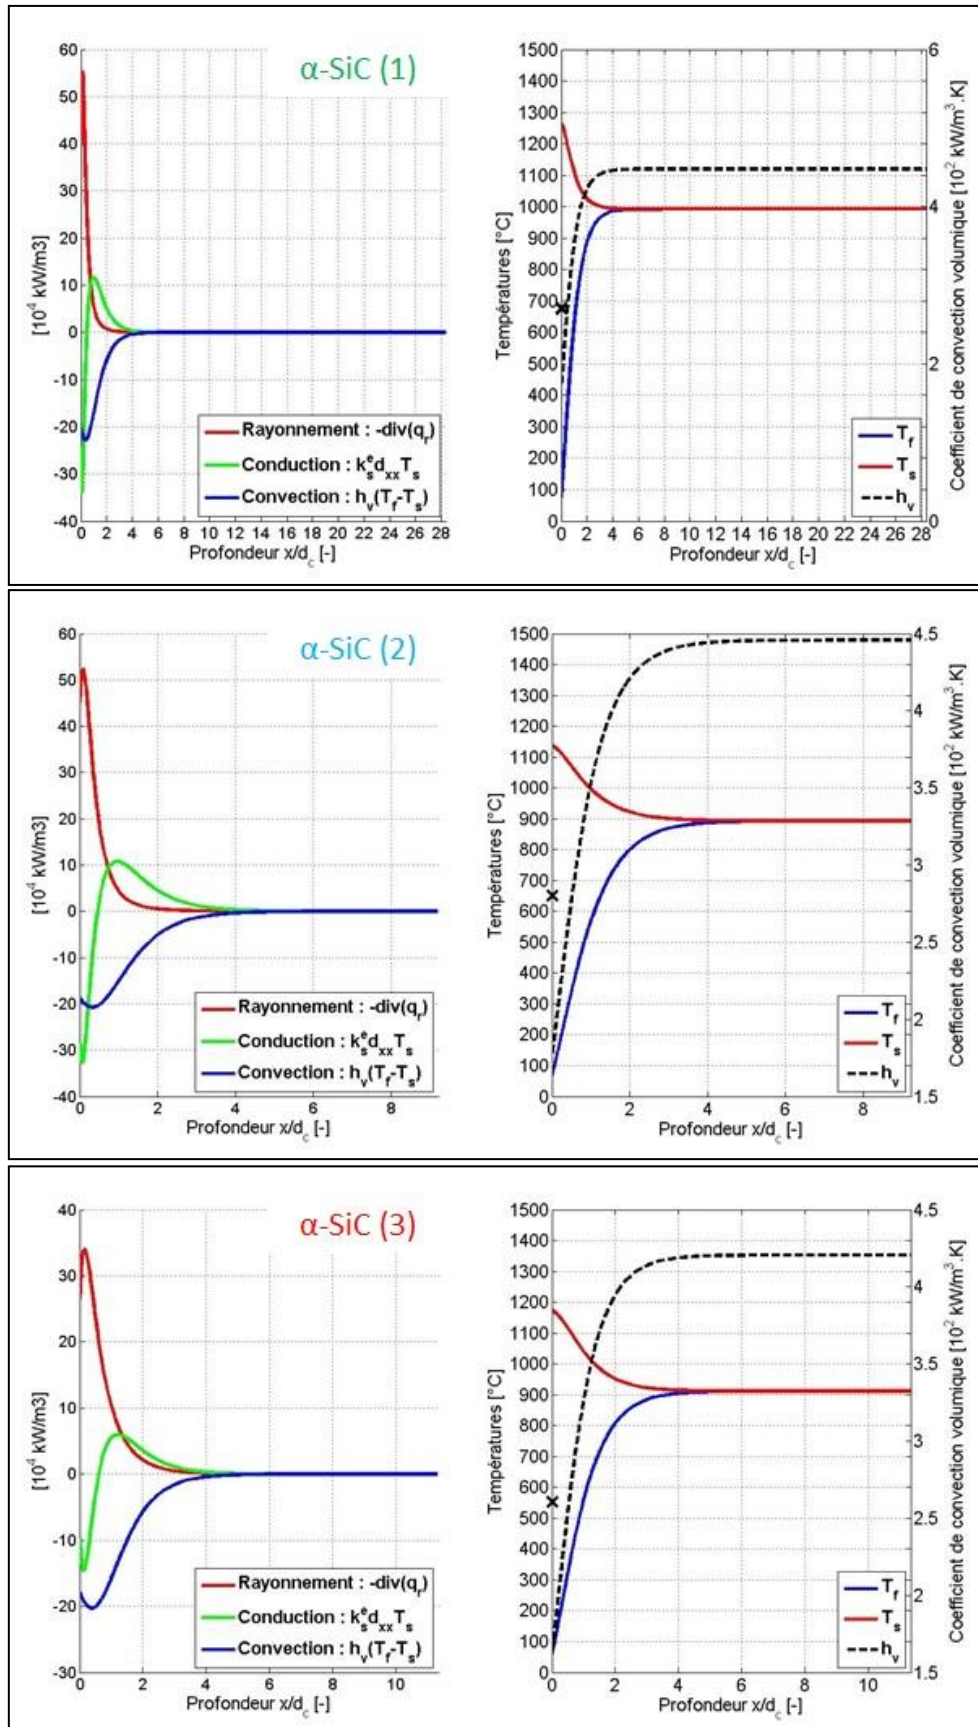 α-SiC (1)
60
50
40
30
20
10
0
-10
-20
-30
-40
[10⁴ kW/m3]
0 2 4 6 8 10 12 14 16 18 20 22 24 26 28
Profondeur x/d_c [-]
Rayonnement : -div(q_r)
Conduction : k_s^e d_xx T_s
Convection : h_v(T_f-T_s)
1500
1400
1300
1200
1100
1000
900
800
700
600
500
400
300
200
100
0
Températures [°C]
0 2 4 6 8 10 12 14 16 18 20 22 24 26 28
Profondeur x/d_c [-]
T_f
T_s
h_v
6
4
2
0
Coefficient de convection volumique [10² kW/m³.K]
α-SiC (2)
60
50
40
30
20
10
0
-10
-20
-30
-40
[10⁴ kW/m3]
0 2 4 6 8
Profondeur x/d_c [-]
Rayonnement : -div(q_r)
Conduction : k_s^e d_xx T_s
Convection : h_v(T_f-T_s)
1500
1400
1300
1200
1100
1000
900
800
700
600
500
400
300
200
100
0
Températures [°C]
0 2 4 6 8
Profondeur x/d_c [-]
T_f
T_s
h_v
4.5
4
3.5
3
2.5
2
1.5
Coefficient de convection volumique [10² kW/m³.K]
α-SiC (3)
40
30
20
10
0
-10
-20
-30
[10⁴ kW/m3]
0 2 4 6 8 10
Profondeur x/d_c [-]
Rayonnement : -div(q_r)
Conduction : k_s^e d_xx T_s
Convection : h_v(T_f-T_s)
1500
1400
1300
1200
1100
1000
900
800
700
600
500
400
300
200
100
0
Températures [°C]
0 2 4 6 8 10
Profondeur x/d_c [-]
T_f
T_s
h_v
4.5
4
3.5
3
2.5
2
1.5
Coefficient de convection volumique [10² kW/m³.K]